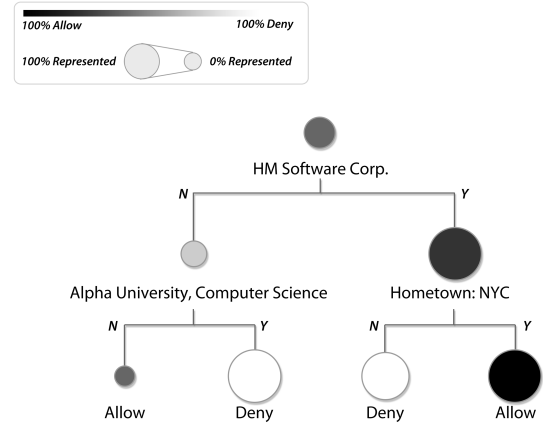 100% Allow 100% Deny
100% Represented 0% Represented
HM Software Corp.
N Y
Alpha University, Computer Science Hometown: NYC
N Y N Y
Allow Deny Deny Allow